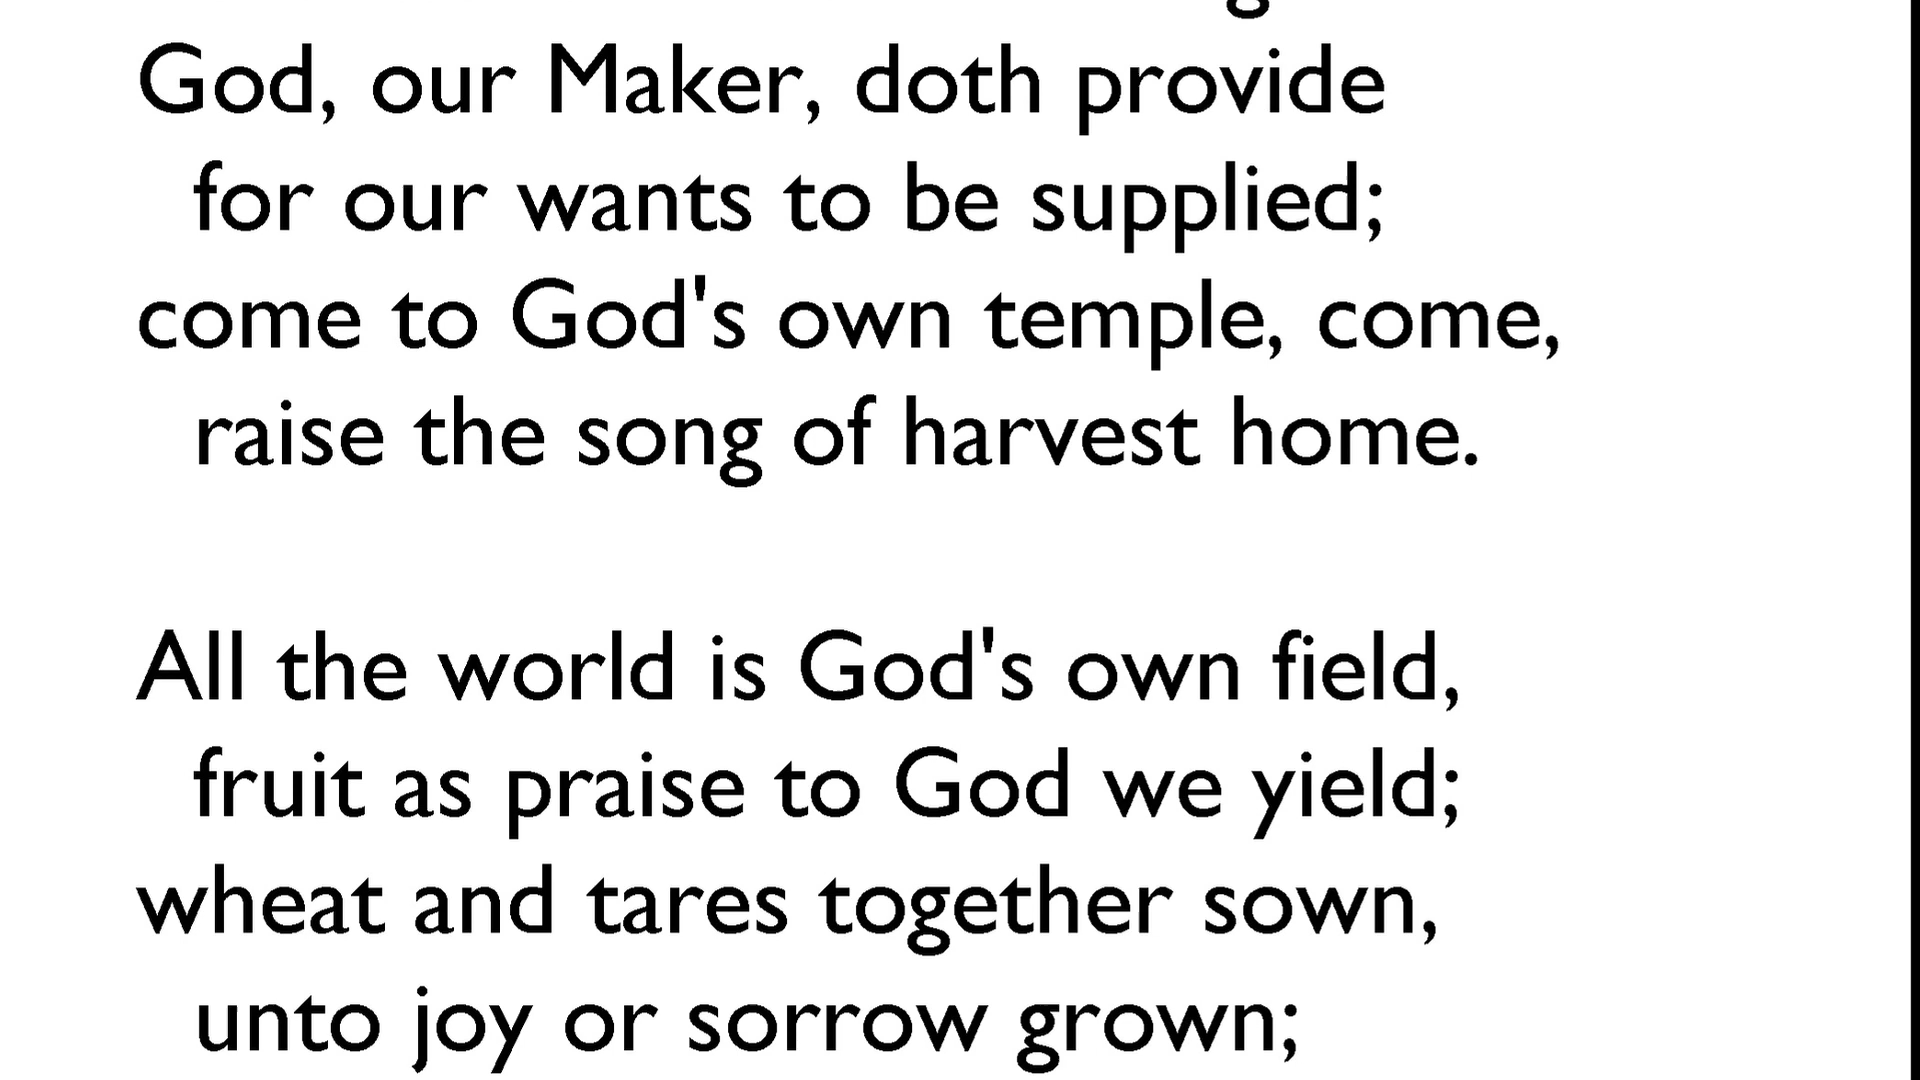 God, our Maker, doth provide
for our wants to be supplied;
come to God's own temple, come,
raise the song of harvest home.
All the world is God's own field,
fruit as praise to God we yield;
wheat and tares together sown,
unto joy or sorrow grown;